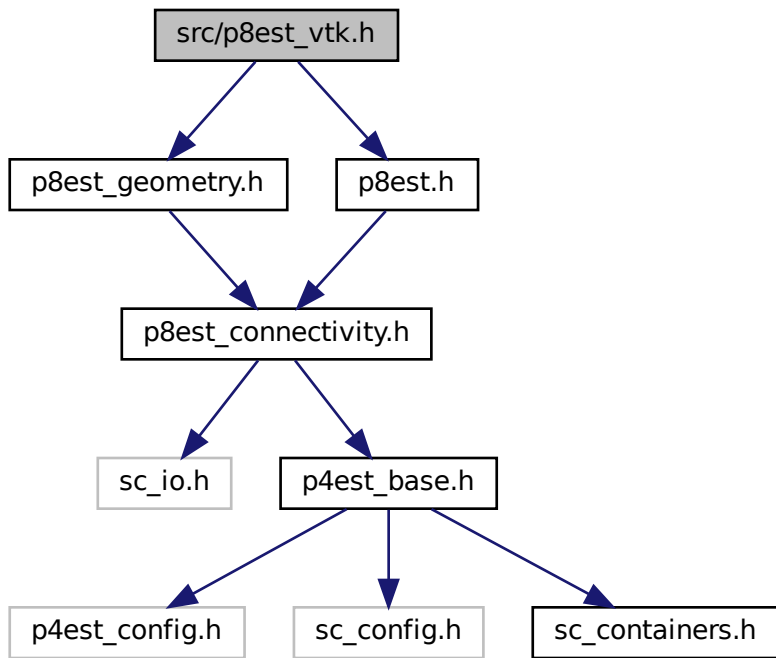 src/p8est_vtk.h
p8est_geometry.h
p8est.h
p8est_connectivity.h
sc_io.h
p4est_base.h
p4est_config.h
sc_config.h
sc_containers.h